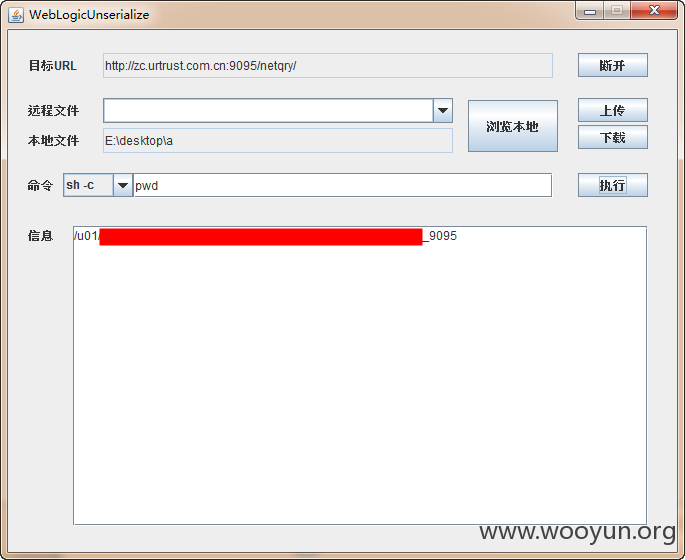 WebLogicUnserialize
目标URL http://zc.urtrust.com.cn:9095/netqry/ 断开
远程文件 浏览本地 上传
本地文件 E:\desktop\a 下载
命令 sh -c pwd 执行
信息 /u01/ _9095
www.wooyun.org